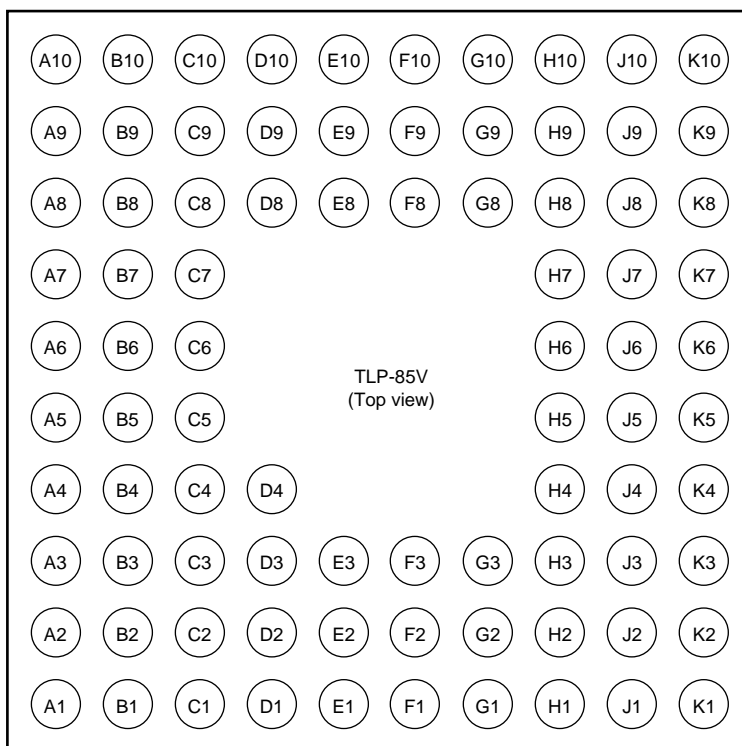 A10 B10 C10 D10 E10 F10 G10 H10 J10 K10
A9 B9 C9 D9 E9 F9 G9 H9 J9 K9
A8 B8 C8 D8 E8 F8 G8 H8 J8 K8
A7 B7 C7 H7 J7 K7
A6 B6 C6 H6 J6 K6
TLP-85V
(Top view)
A5 B5 C5 H5 J5 K5
A4 B4 C4 D4 H4 J4 K4
A3 B3 C3 D3 E3 F3 G3 H3 J3 K3
A2 B2 C2 D2 E2 F2 G2 H2 J2 K2
A1 B1 C1 D1 E1 F1 G1 H1 J1 K1